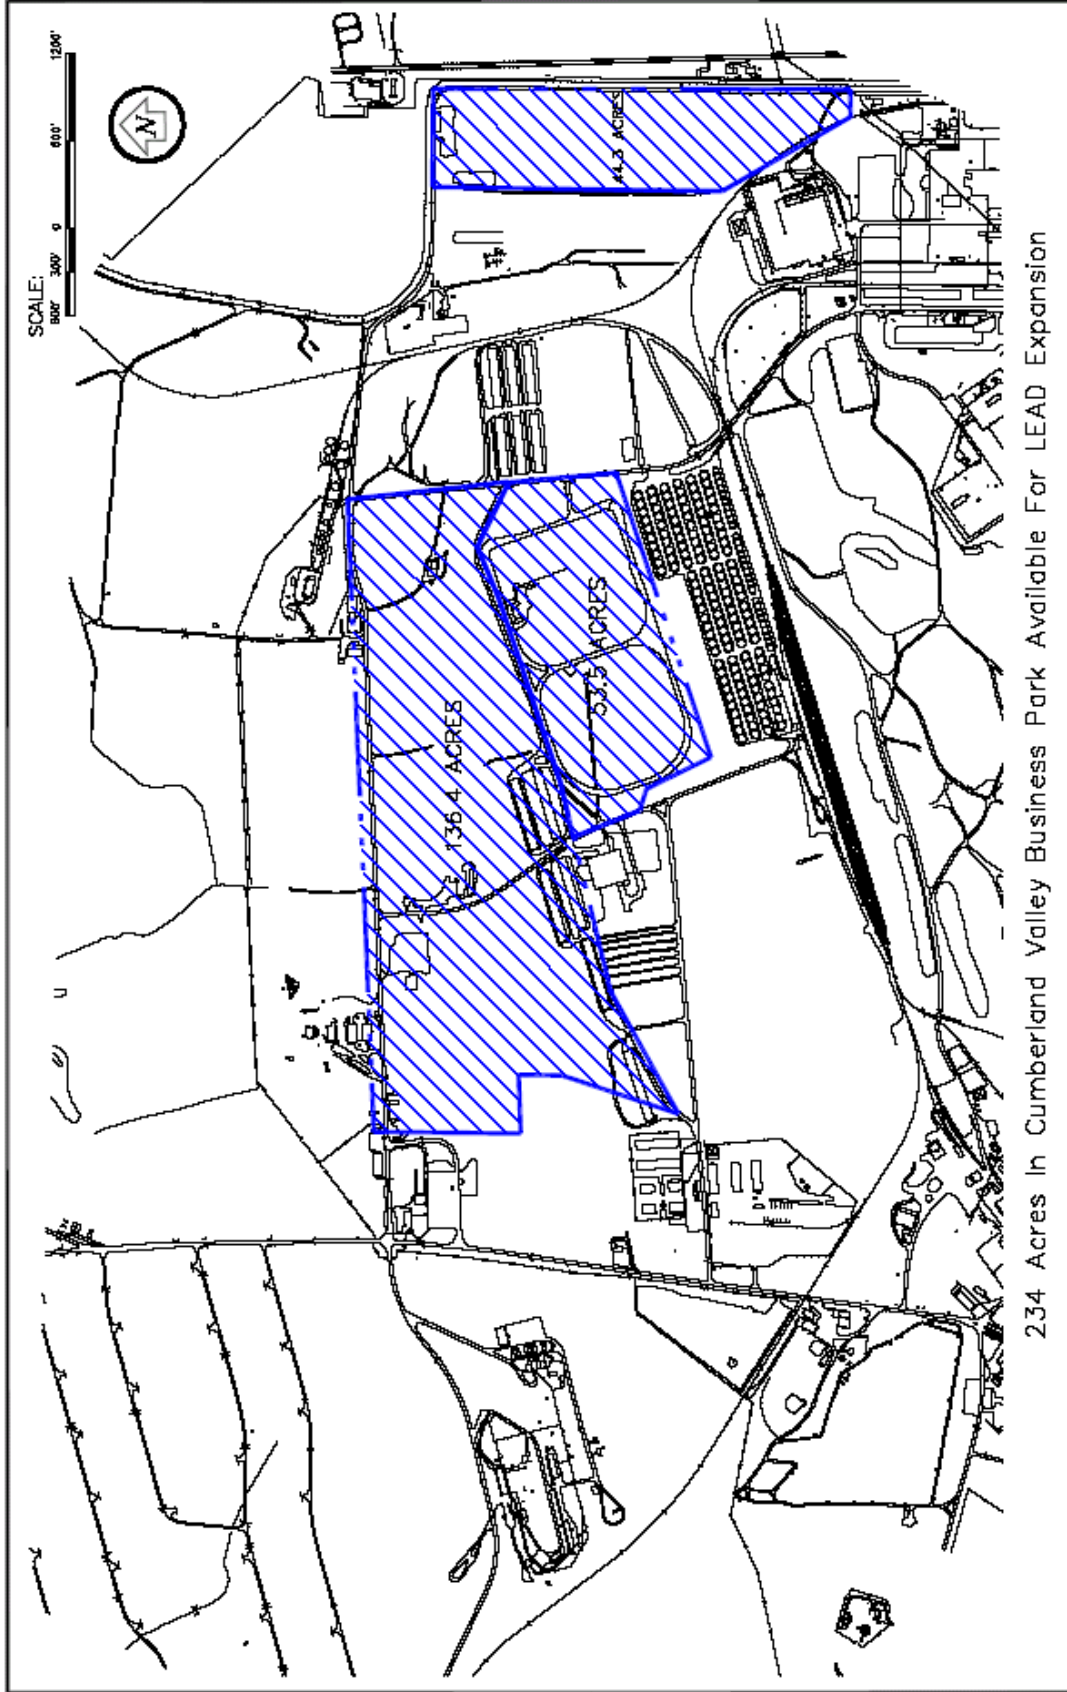 SCALE:
600' 300' 0 600' 1200'
N
44.3 ACRES
136.4 ACRES
53.5 ACRES
234 Acres In Cumberland Valley Business Park Available For LEAD Expansion